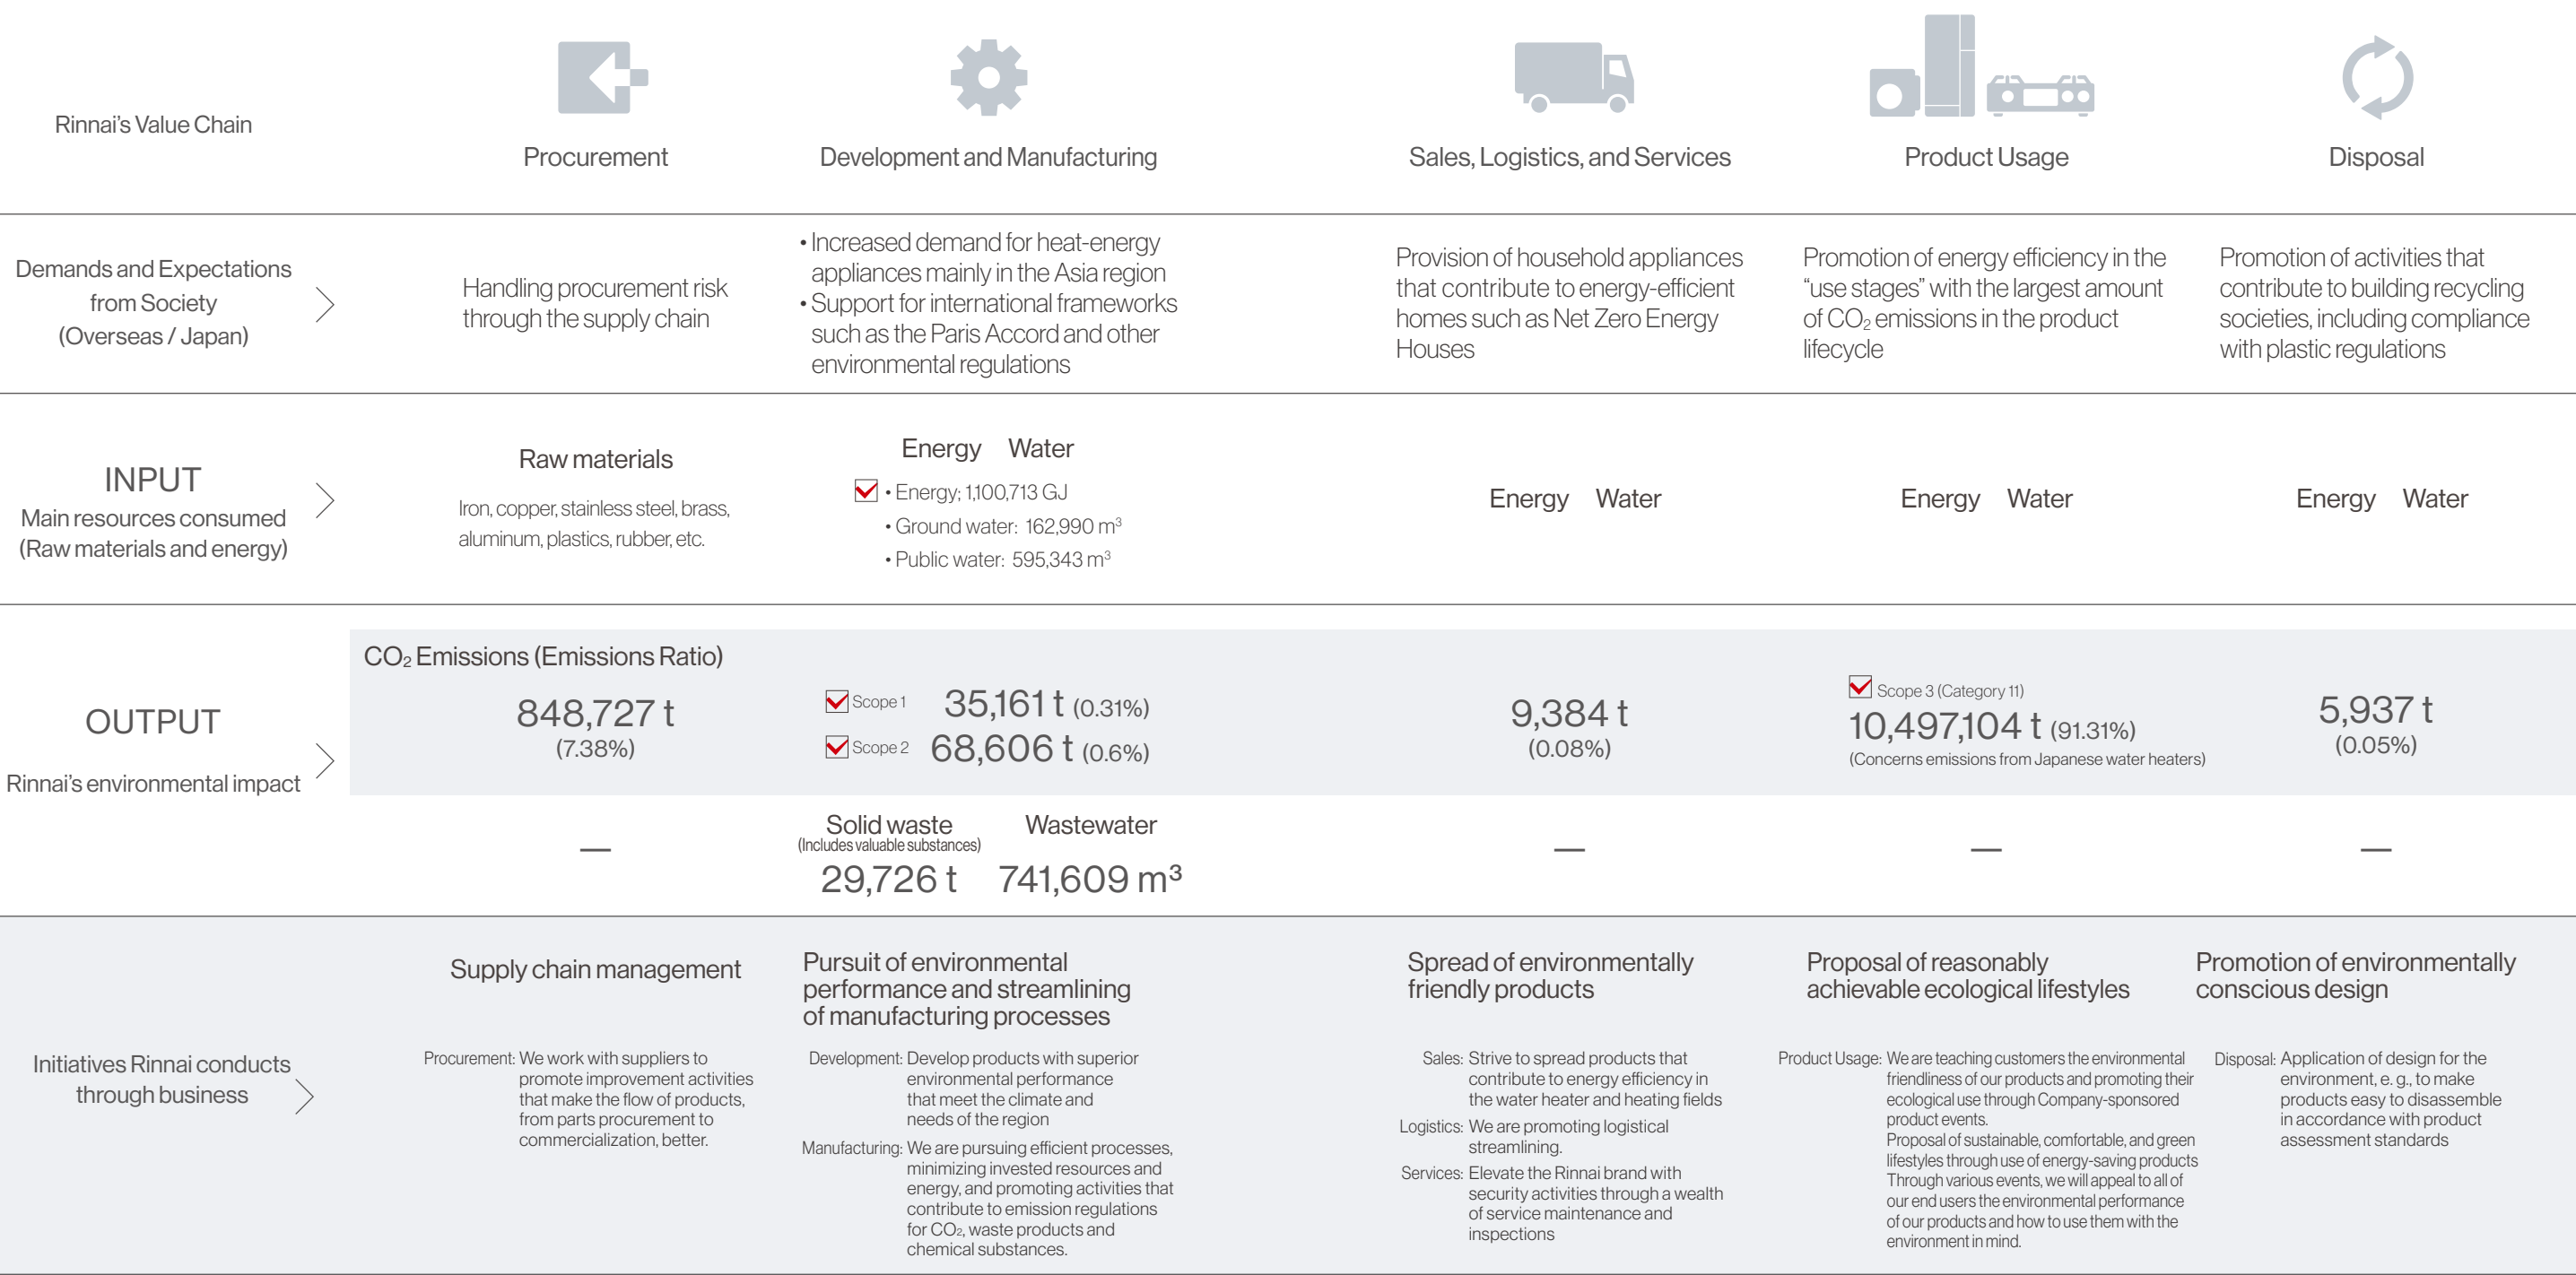 Rinnai's Value Chain
Procurement
Development and Manufacturing
Sales, Logistics, and Services
Product Usage
Disposal
Demands and Expectations
from Society
(Overseas / Japan)
Handling procurement risk
through the supply chain
• Increased demand for heat-energy
appliances mainly in the Asia region
• Support for international frameworks
such as the Paris Accord and other
environmental regulations
Provision of household appliances
that contribute to energy-efficient
homes such as Net Zero Energy
Houses
Promotion of energy efficiency in the
“use stages” with the largest amount
of CO₂ emissions in the product
lifecycle
Promotion of activities that
contribute to building recycling
societies, including compliance
with plastic regulations
INPUT
Main resources consumed
(Raw materials and energy)
Raw materials
Iron, copper, stainless steel, brass,
aluminum, plastics, rubber, etc.
Energy Water
• Energy; 1,100,713 GJ
• Ground water: 162,990 m³
• Public water: 595,343 m³
Energy Water
Energy Water
Energy Water
OUTPUT
Rinnai's environmental impact
CO₂ Emissions (Emissions Ratio)
848,727 t
(7.38%)
Scope 1 35,161 t (0.31%)
Scope 2 68,606 t (0.6%)
9,384 t
(0.08%)
Scope 3 (Category 11)
10,497,104 t (91.31%)
(Concerns emissions from Japanese water heaters)
5,937 t
(0.05%)
—
Solid waste
(Includes valuable substances)
29,726 t
Wastewater
741,609 m³
—
—
—
Initiatives Rinnai conducts
through business
Supply chain management
Procurement: We work with suppliers to
promote improvement activities
that make the flow of products,
from parts procurement to
commercialization, better.
Pursuit of environmental
performance and streamlining
of manufacturing processes
Development: Develop products with superior
environmental performance
that meet the climate and
needs of the region
Manufacturing: We are pursuing efficient processes,
minimizing invested resources and
energy, and promoting activities that
contribute to emission regulations
for CO₂, waste products and
chemical substances.
Spread of environmentally
friendly products
Sales: Strive to spread products that
contribute to energy efficiency in
the water heater and heating fields
Logistics: We are promoting logistical
streamlining.
Services: Elevate the Rinnai brand with
security activities through a wealth
of service maintenance and
inspections
Proposal of reasonably
achievable ecological lifestyles
Product Usage: We are teaching customers the environmental
friendliness of our products and promoting their
ecological use through Company-sponsored
product events.
Proposal of sustainable, comfortable, and green
lifestyles through use of energy-saving products
Through various events, we will appeal to all of
our end users the environmental performance
of our products and how to use them with the
environment in mind.
Promotion of environmentally
conscious design
Disposal: Application of design for the
environment, e. g., to make
products easy to disassemble
in accordance with product
assessment standards